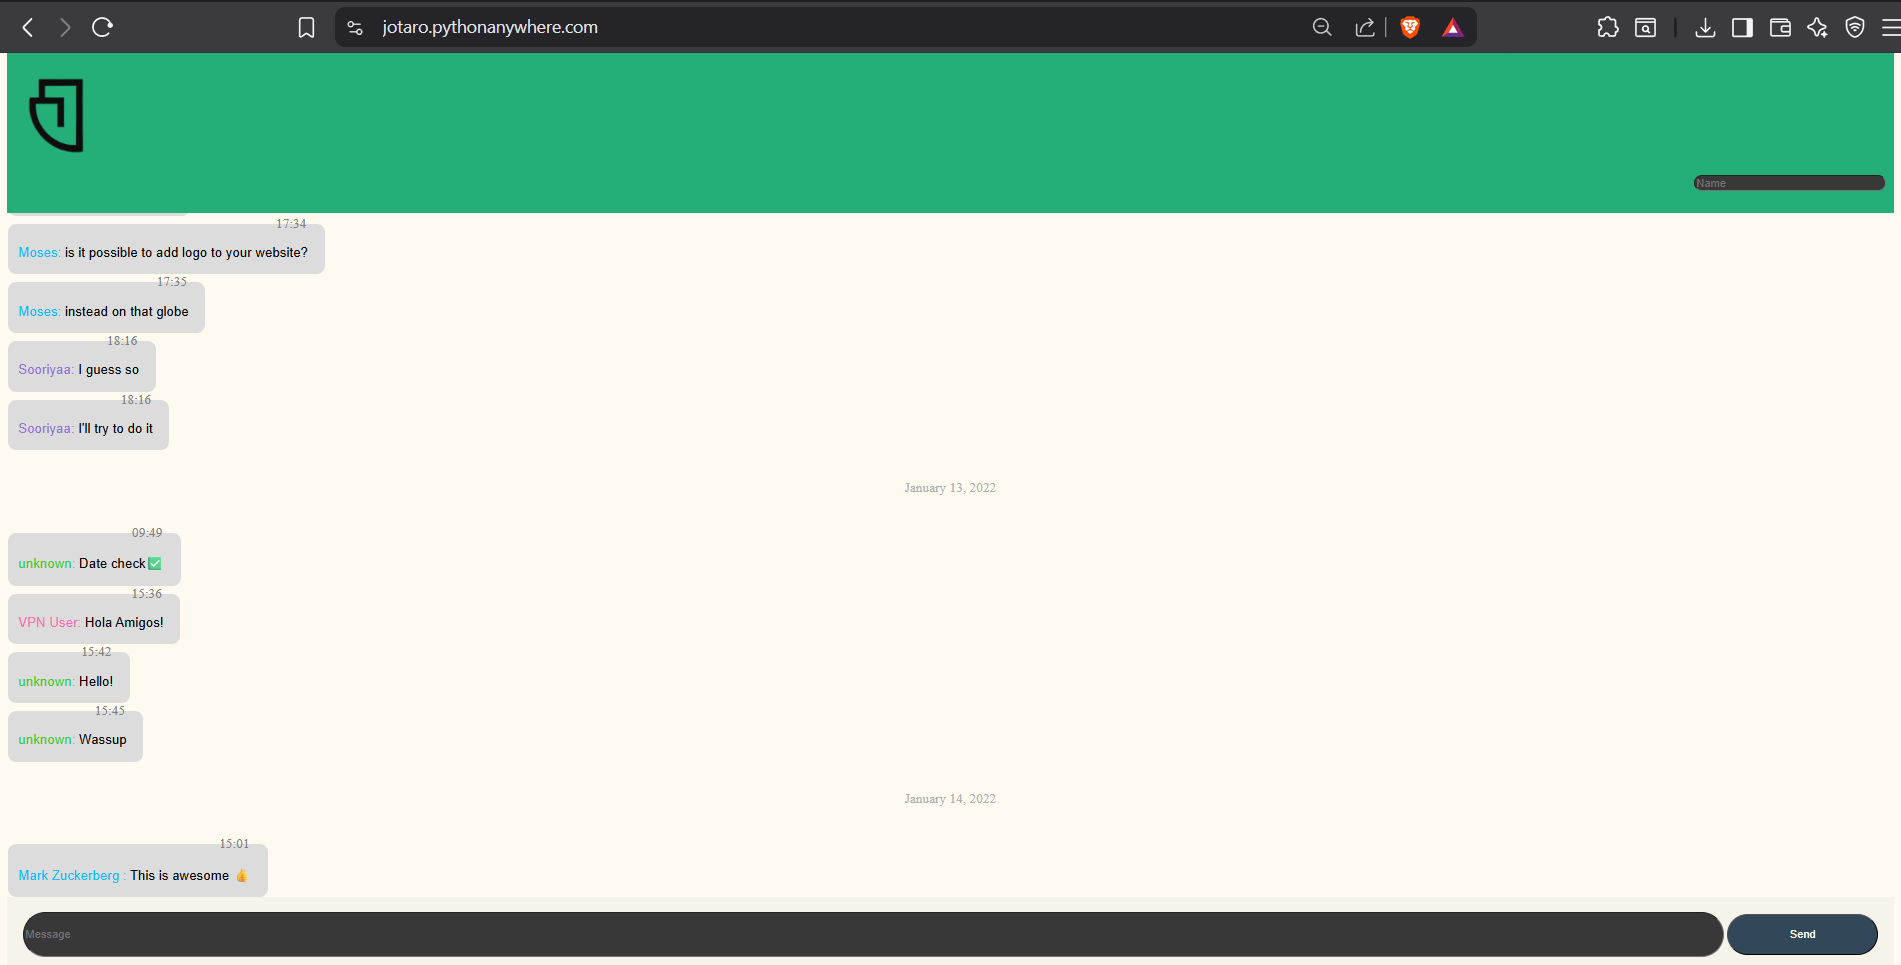 jotaro.pythonanywhere.com
Name
17:34
Moses: is it possible to add logo to your website?
17:35
Moses: instead on that globe
18:16
Sooriyaa: I guess so
18:16
Sooriyaa: I'll try to do it
January 13, 2022
09:49
unknown: Date check✅
15:36
VPN User: Hola Amigos!
15:42
unknown: Hello!
15:45
unknown: Wassup
January 14, 2022
15:01
Mark Zuckerberg : This is awesome 👍
Message
Send